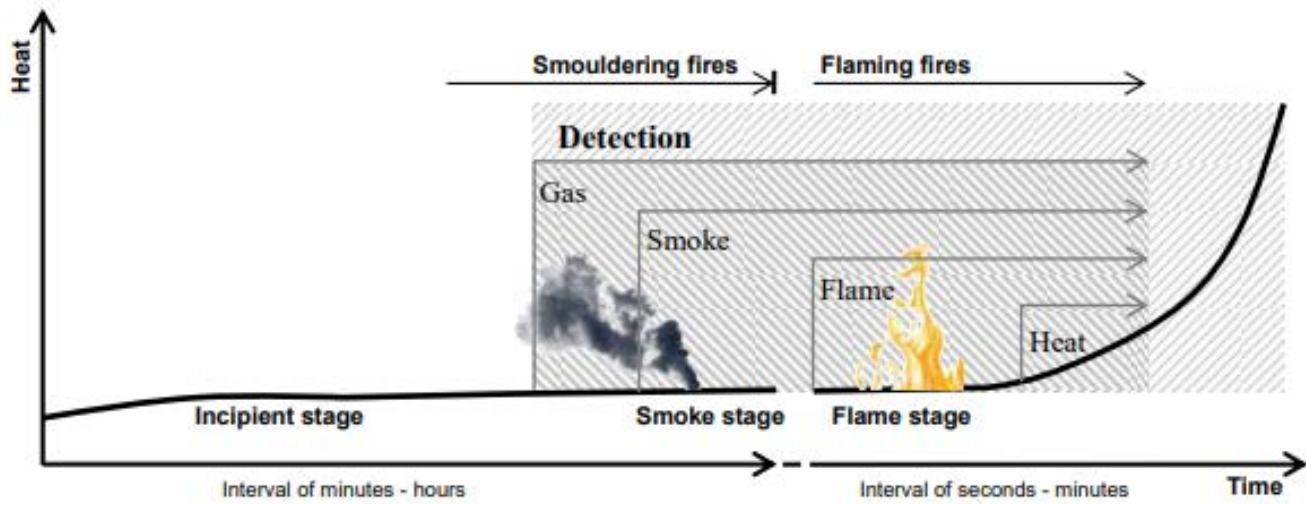 Heat
Smouldering fires
Flaming fires
Detection
Gas
Smoke
Flame
Heat
Incipient stage
Smoke stage
Flame stage
Interval of minutes - hours
Interval of seconds - minutes
Time